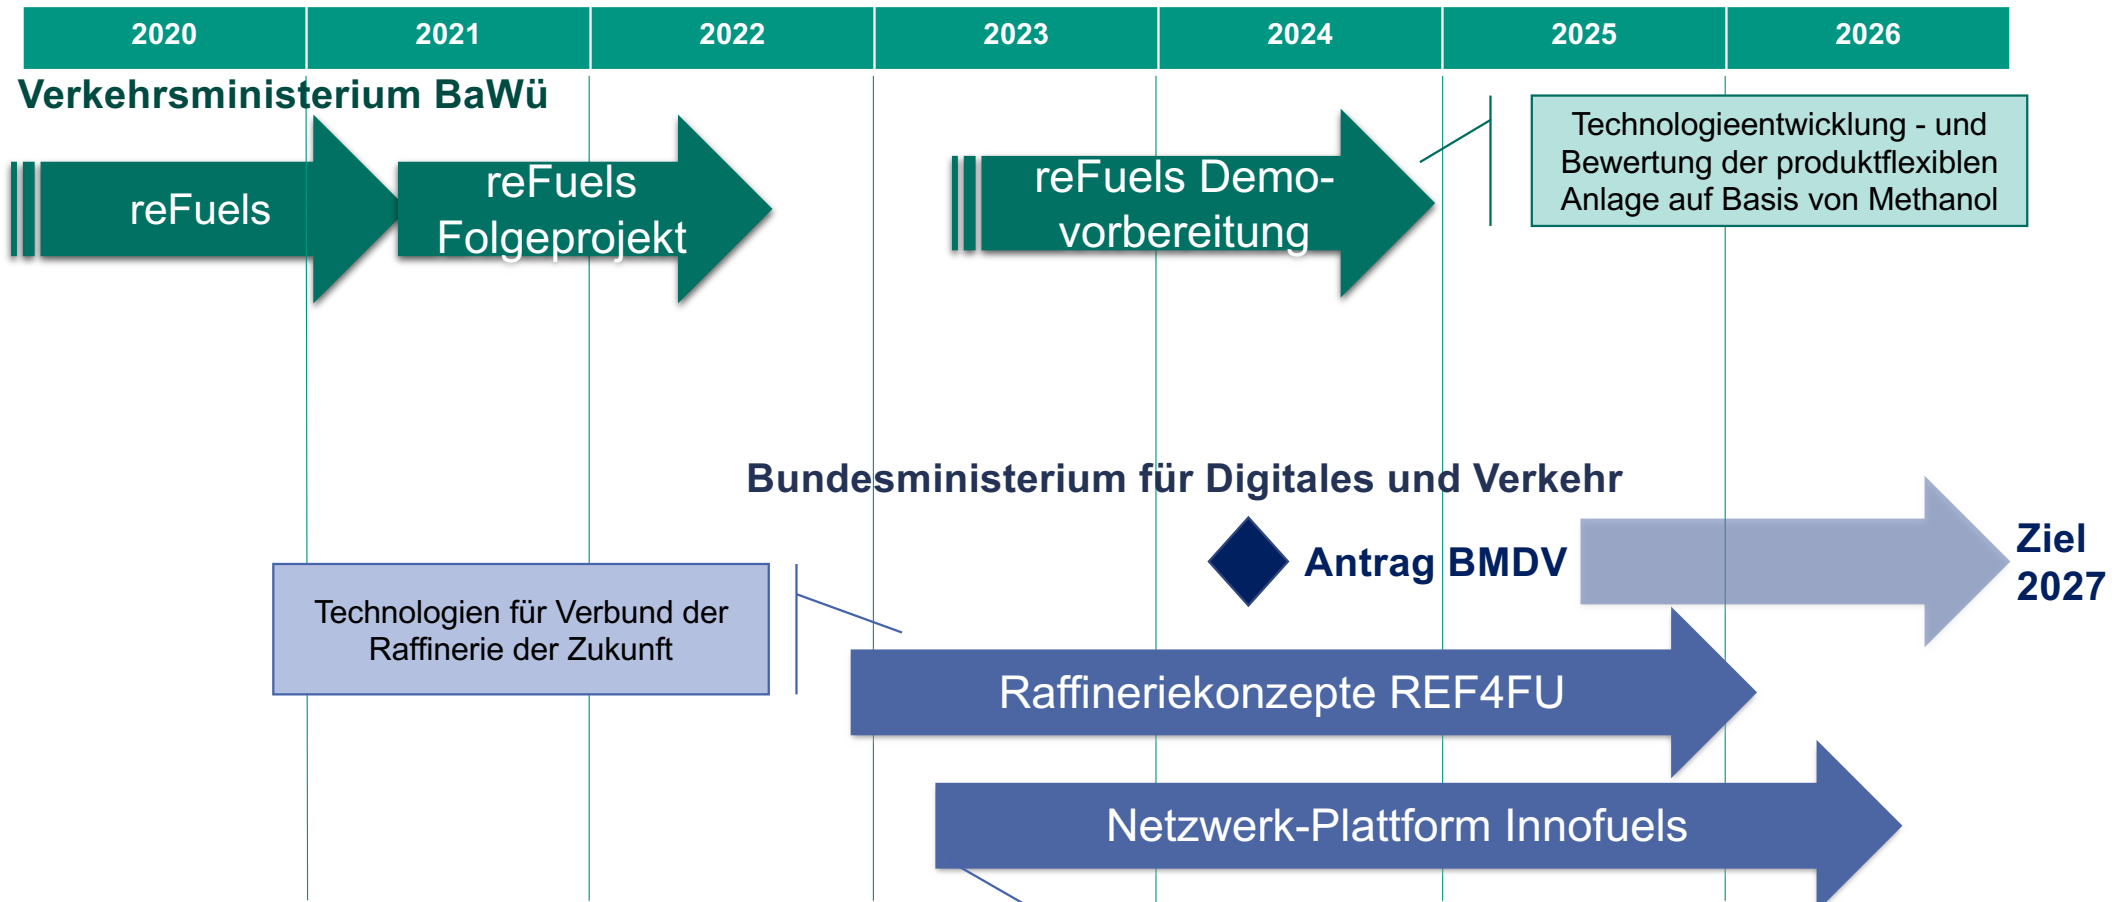 2020 2021 2022 2023 2024 2025 2026
Verkehrsministerium BaWü
reFuels
reFuels
Folgeprojekt
reFuels Demo-
vorbereitung
Technologieentwicklung - und
Bewertung der produktflexiblen
Anlage auf Basis von Methanol
Bundesministerium für Digitales und Verkehr
Antrag BMDV
Ziel
2027
Technologien für Verbund der
Raffinerie der Zukunft
Raffineriekonzepte REF4FU
Netzwerk-Plattform Innofuels